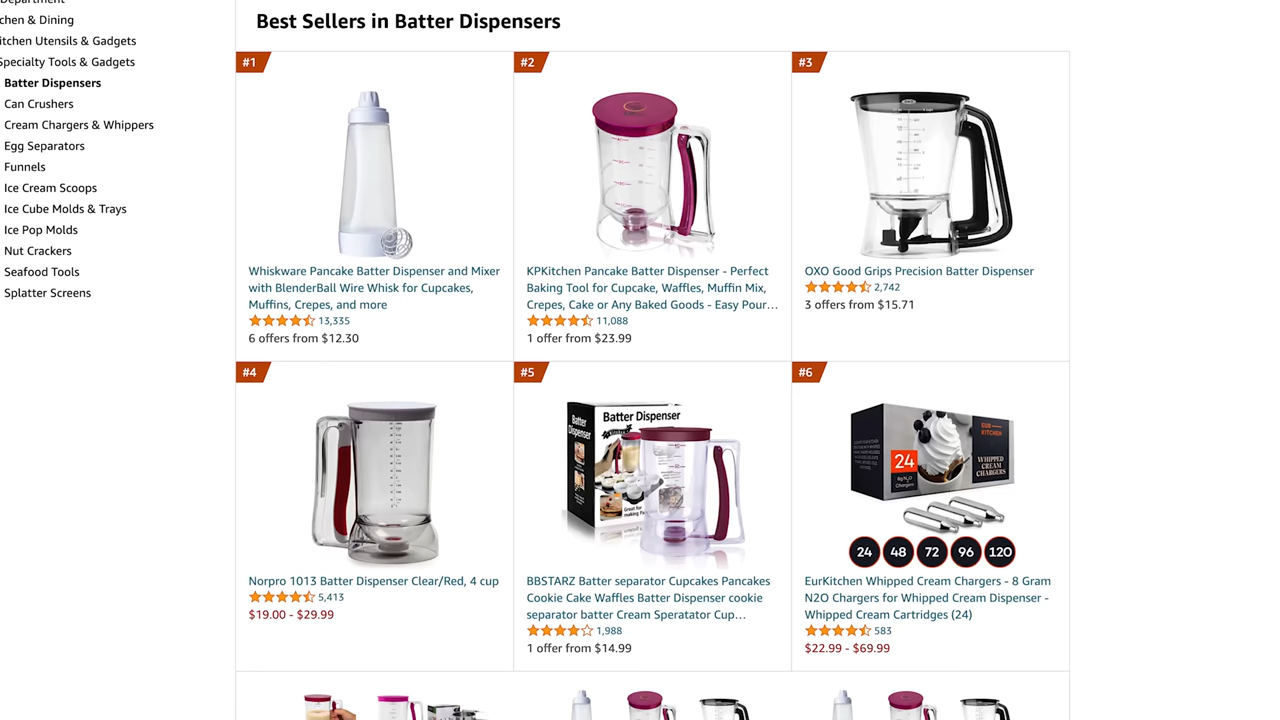 Best Sellers in Batter Dispensers
chen & Dining
itchen Utensils & Gadgets
Specialty Tools & Gadgets
Batter Dispensers
Can Crushers
Cream Chargers & Whippers
Egg Separators
Funnels
Ice Cream Scoops
Ice Cube Molds & Trays
Ice Pop Molds
Nut Crackers
Seafood Tools
Splatter Screens
#1
Whiskware Pancake Batter Dispenser and Mixer
with BlenderBall Wire Whisk for Cupcakes,
Muffins, Crepes, and more
13,335
6 offers from $12.30
#2
KPKitchen Pancake Batter Dispenser - Perfect
Baking Tool for Cupcake, Waffles, Muffin Mix,
Crepes, Cake or Any Baked Goods - Easy Pour…
11,088
1 offer from $23.99
#3
OXO Good Grips Precision Batter Dispenser
2,742
3 offers from $15.71
#4
Norpro 1013 Batter Dispenser Clear/Red, 4 cup
5,413
$19.00 - $29.99
#5
Batter Dispenser
Batter
Dispenser
Great for
BBSTARZ Batter separator Cupcakes Pancakes
Cookie Cake Waffles Batter Dispenser cookie
separator batter Cream Speratator Cup…
1,988
1 offer from $14.99
#6
EUR
KITCHEN
24
8g N2O
Chargers
WHIPPED
CREAM
CHARGERS
24 48 72 96 120
EurKitchen Whipped Cream Chargers - 8 Gram
N2O Chargers for Whipped Cream Dispenser -
Whipped Cream Cartridges (24)
583
$22.99 - $69.99